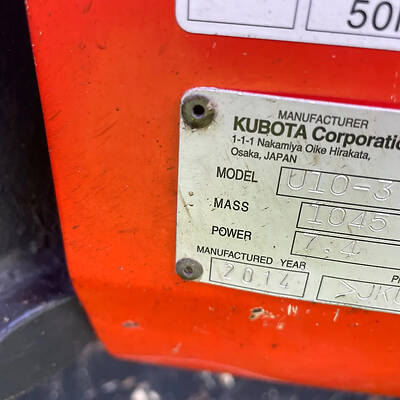 50
MANUFACTURER
KUBOTA Corporatio
1-1-1 Nakamiya Oike Hirakata,
Osaka, JAPAN
MODEL U10-3
MASS 1045
POWER 7.4
MANUFACTURED YEAR
2014 >JKU